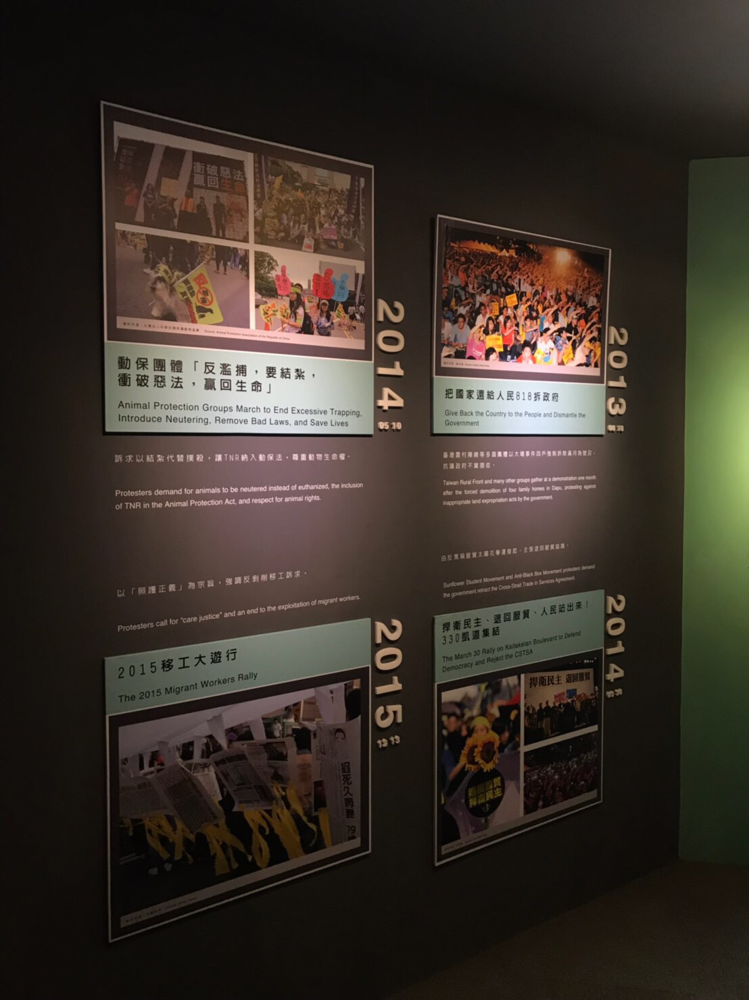 衝破惡法
贏回生命
Source: Animal Protection Association of the Republic of China
動保團體「反濫捕，要結紮，
衝破惡法，贏回生命」
Animal Protection Groups March to End Excessive Trapping,
Introduce Neutering, Remove Bad Laws, and Save Lives
2014
05 10
訴求以結紮代替撲殺，讓TNR納入動保法，尊重動物生命權。
Protesters demand for animals to be neutered instead of euthanized, the inclusion
of TNR in the Animal Protection Act, and respect for animal rights.
把國家還給人民818拆政府
Give Back the Country to the People and Dismantle the
Government
2013
臺灣農村陣線等多個團體以大埔事件四戶強制拆除滿月為號召，
抗議政府不當徵收。
Taiwan Rural Front and many other groups gather at a demonstration one month
after the forced demolition of four family homes in Dapu, protesting against
inappropriate land expropriation acts by the government.
以「照護正義」為宗旨，強調反剝削移工訴求。
Protesters call for “care justice” and an end to the exploitation of migrant workers.
2015移工大遊行
The 2015 Migrant Workers Rally
2015
12 13
由反黑箱服貿太陽花學運發起，主張退回服貿協議。
Sunflower Student Movement and Anti-Black Box Movement protesters demand
the government retract the Cross-Strait Trade in Services Agreement.
捍衛民主、退回服貿、人民站出來！
330凱道集結
The March 30 Rally on Kaitakelan Boulevard to Defend
Democracy and Reject the CSTSA
2014
03 30
捍衛民主 退回服貿
退回服貿
捍衛民主